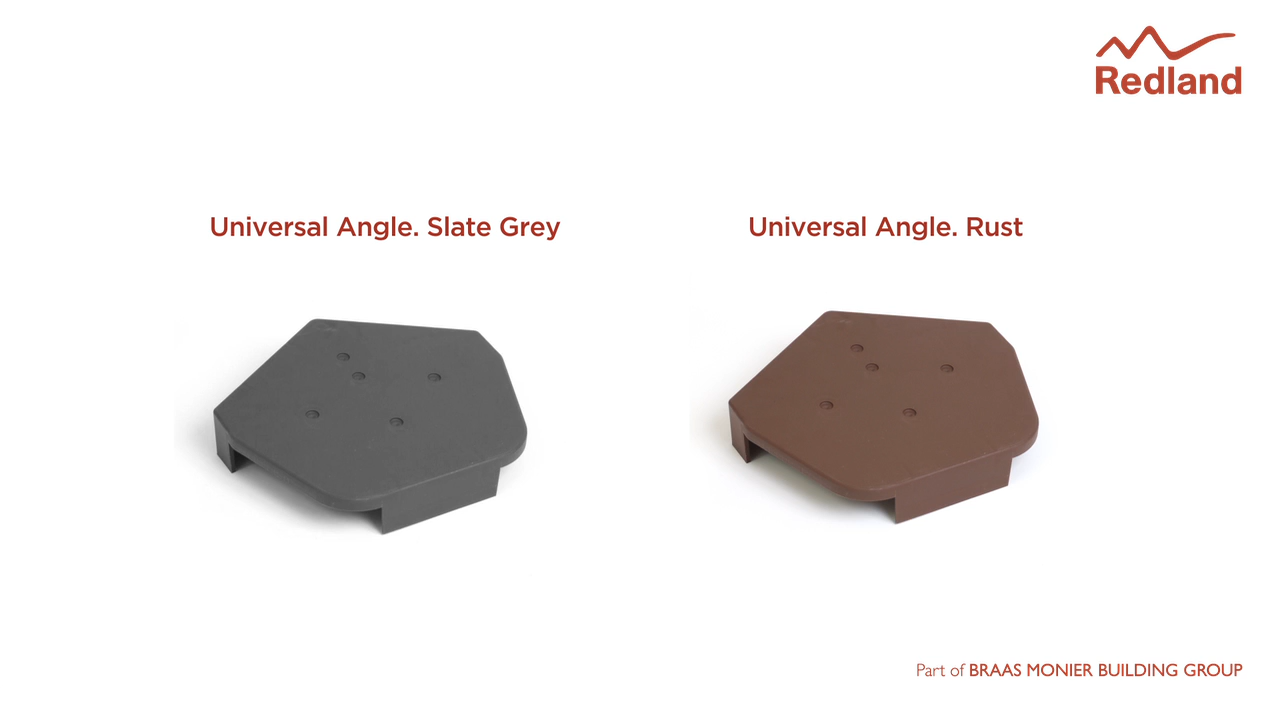 Redland
Universal Angle. Slate Grey
Universal Angle. Rust
Part of BRAAS MONIER BUILDING GROUP